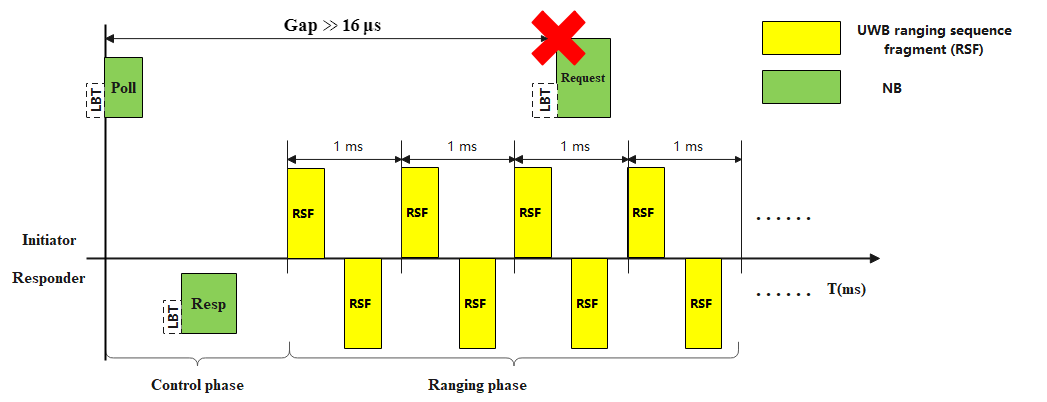 Gap ≫ 16 μs
UWB ranging sequence
fragment (RSF)
NB
LBT
Poll
LBT
Request
1 ms
1 ms
1 ms
1 ms
RSF
RSF
RSF
RSF
......
Initiator
Responder
LBT
Resp
RSF
RSF
RSF
RSF
......
T(ms)
Control phase
Ranging phase